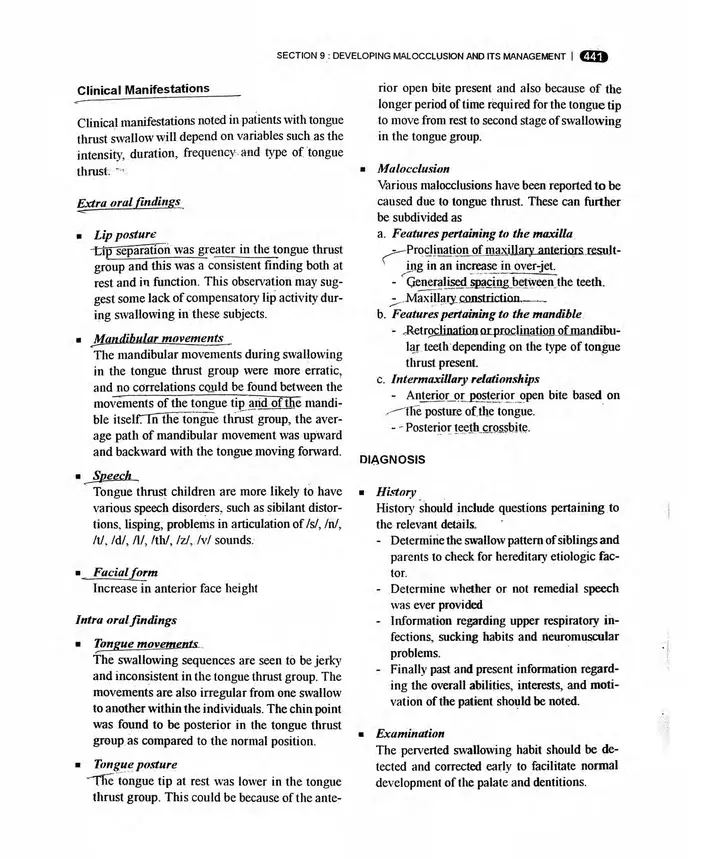 SECTION 9 : DEVELOPING MALOCCLUSION AND ITS MANAGEMENT | 441
Clinical Manifestations
Clinical manifestations noted in patients with tongue
thrust swallow will depend on variables such as the
intensity, duration, frequency and type of tongue
thrust.
Extra oral findings
▪ Lip posture
Lip separation was greater in the tongue thrust
group and this was a consistent finding both at
rest and in function. This observation may sug-
gest some lack of compensatory lip activity dur-
ing swallowing in these subjects.
▪ Mandibular movements
The mandibular movements during swallowing
in the tongue thrust group were more erratic,
and no correlations could be found between the
movements of the tongue tip and of the mandi-
ble itself. In the tongue thrust group, the aver-
age path of mandibular movement was upward
and backward with the tongue moving forward.
▪ Speech
Tongue thrust children are more likely to have
various speech disorders, such as sibilant distor-
tions, lisping, problems in articulation of /s/, /n/,
/t/, /d/, /l/, /th/, /z/, /v/ sounds.
▪ Facial form
Increase in anterior face height
Intra oral findings
▪ Tongue movements
The swallowing sequences are seen to be jerky
and inconsistent in the tongue thrust group. The
movements are also irregular from one swallow
to another within the individuals. The chin point
was found to be posterior in the tongue thrust
group as compared to the normal position.
▪ Tongue posture
The tongue tip at rest was lower in the tongue
thrust group. This could be because of the ante-
rior open bite present and also because of the
longer period of time required for the tongue tip
to move from rest to second stage of swallowing
in the tongue group.
▪ Malocclusion
Various malocclusions have been reported to be
caused due to tongue thrust. These can further
be subdivided as
a. Features pertaining to the maxilla
- Proclination of maxillary anteriors result-
ing in an increase in over-jet.
- Generalised spacing between the teeth.
- Maxillary constriction.
b. Features pertaining to the mandible
- Retroclination or proclination of mandibu-
lar teeth depending on the type of tongue
thrust present.
c. Intermaxillary relationships
- Anterior or posterior open bite based on
the posture of the tongue.
- Posterior teeth crossbite.
DIAGNOSIS
▪ History
History should include questions pertaining to
the relevant details.
- Determine the swallow pattern of siblings and
parents to check for hereditary etiologic fac-
tor.
- Determine whether or not remedial speech
was ever provided
- Information regarding upper respiratory in-
fections, sucking habits and neuromuscular
problems.
- Finally past and present information regard-
ing the overall abilities, interests, and moti-
vation of the patient should be noted.
▪ Examination
The perverted swallowing habit should be de-
tected and corrected early to facilitate normal
development of the palate and dentitions.